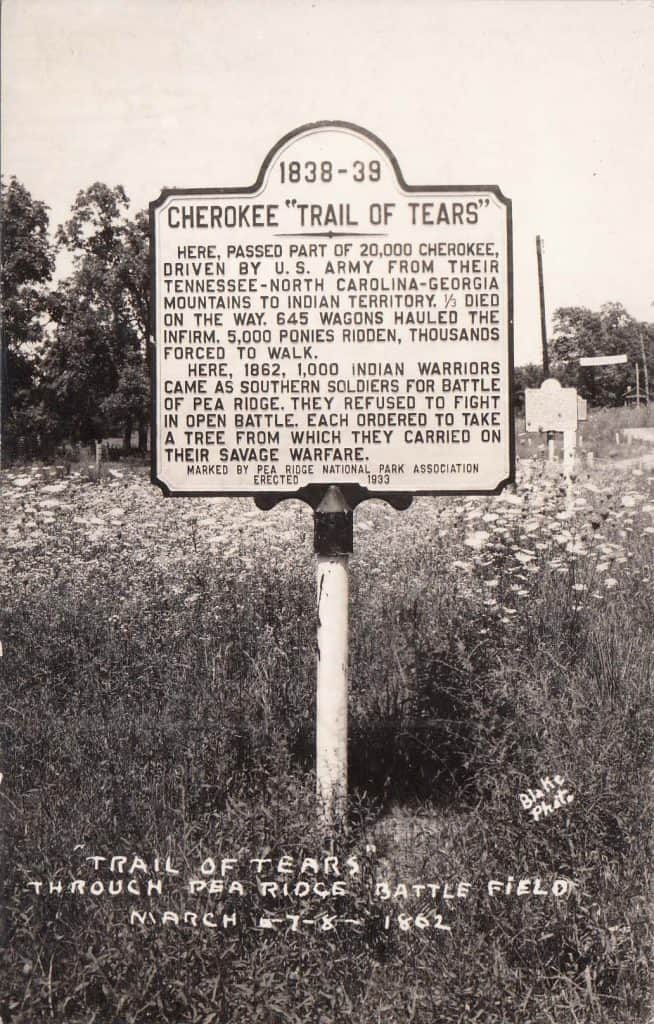 1838-39
CHEROKEE "TRAIL OF TEARS"
HERE, PASSED PART OF 20,000 CHEROKEE,
DRIVEN BY U.S. ARMY FROM THEIR
TENNESSEE-NORTH CAROLINA-GEORGIA
MOUNTAINS TO INDIAN TERRITORY. ⅓ DIED
ON THE WAY. 645 WAGONS HAULED THE
INFIRM. 5,000 PONIES RIDDEN, THOUSANDS
FORCED TO WALK.
HERE, 1862, 1,000 INDIAN WARRIORS
CAME AS SOUTHERN SOLDIERS FOR BATTLE
OF PEA RIDGE. THEY REFUSED TO FIGHT
IN OPEN BATTLE. EACH ORDERED TO TAKE
A TREE FROM WHICH THEY CARRIED ON
THEIR SAVAGE WARFARE.
MARKED BY PEA RIDGE NATIONAL PARK ASSOCIATION
ERECTED 1933
Blake
Photo
"TRAIL OF TEARS"
THROUGH PEA RIDGE BATTLE FIELD
MARCH 6-7-8- 1862